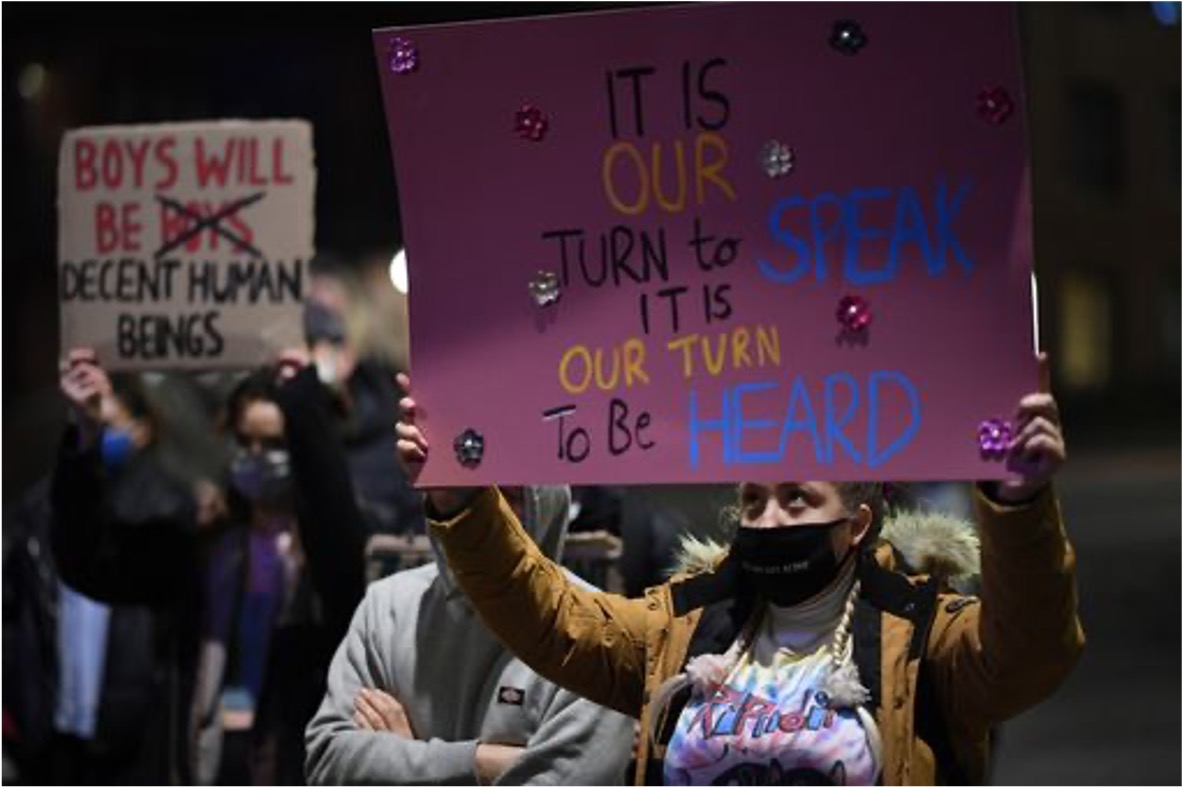 BOYS WILL
BE BOYS
DECENT HUMAN
BEINGS
IT IS
OUR
TURN to SPEAK
IT IS
OUR TURN
To Be HEARD